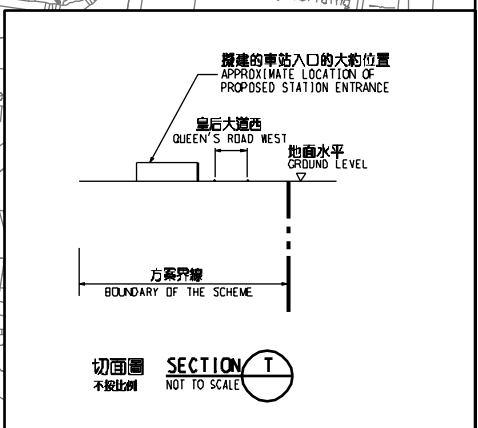 擬建的車站入口的大約位置
APPROXIMATE LOCATION OF
PROPOSED STATION ENTRANCE
皇后大道西
QUEEN'S ROAD WEST
地面水平
GROUND LEVEL
方案界線
BOUNDARY OF THE SCHEME
切面圖 SECTION T
不按比例 NOT TO SCALE